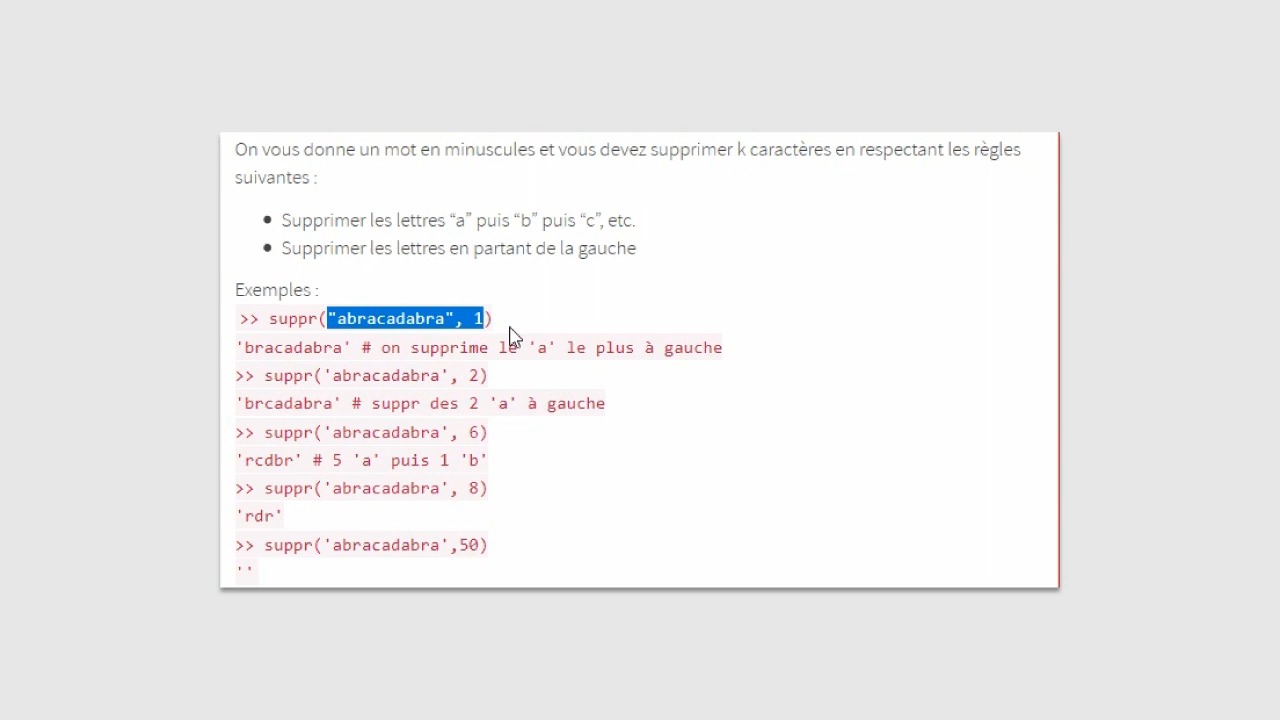 On vous donne un mot en minuscules et vous devez supprimer k caractères en respectant les règles
suivantes :
Supprimer les lettres “a” puis “b” puis “c”, etc.
Supprimer les lettres en partant de la gauche
Exemples :
>> suppr("abracadabra", 1)
'bracadabra' # on supprime le 'a' le plus à gauche
>> suppr('abracadabra', 2)
'brcadabra' # suppr des 2 'a' à gauche
>> suppr('abracadabra', 6)
'rcdbr' # 5 'a' puis 1 'b'
>> suppr('abracadabra', 8)
'rdr'
>> suppr('abracadabra',50)
''